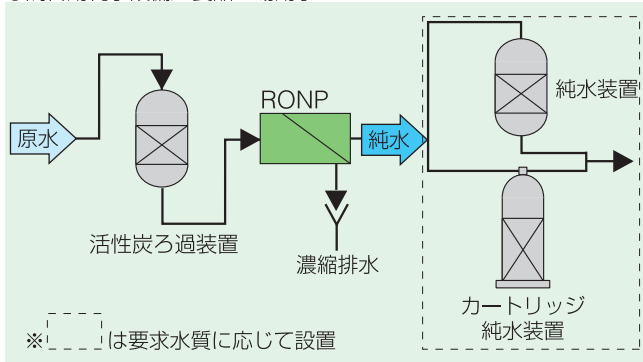 RONP
純水装置
原水
純水
活性炭ろ過装置
濃縮排水
カートリッジ
純水装置
※ は要求水質に応じて設置